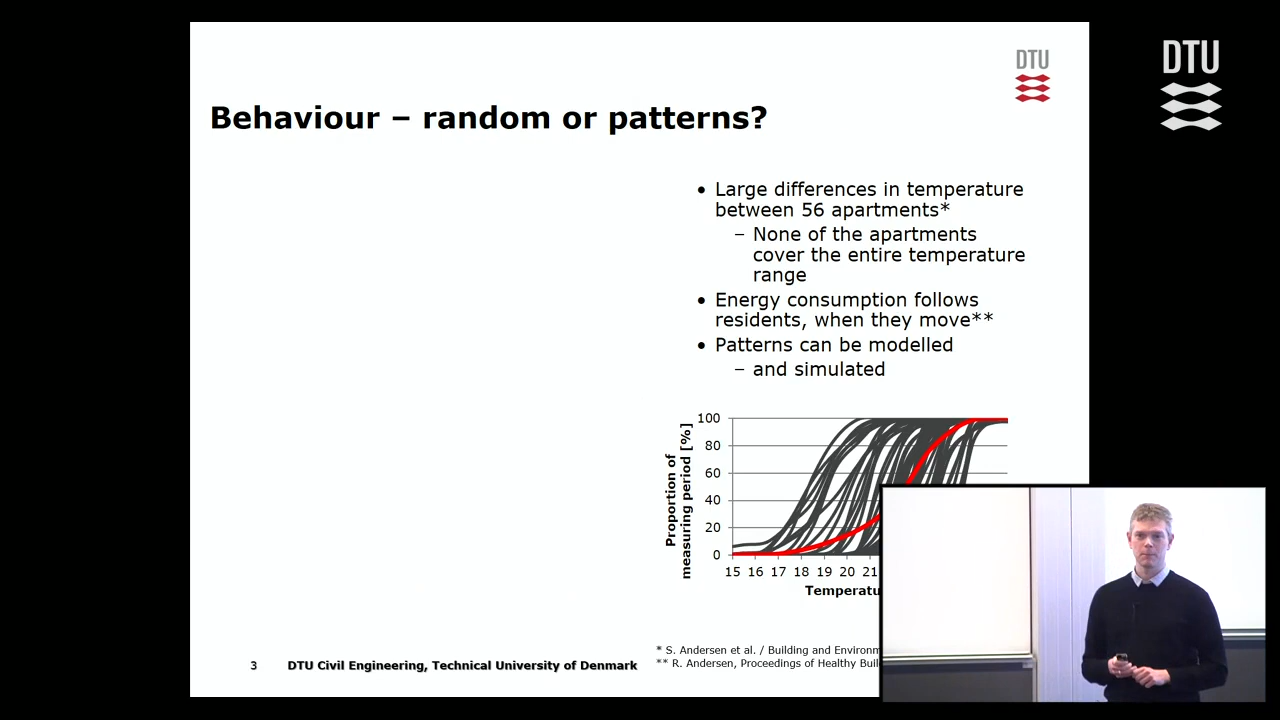 DTU
DTU
Behaviour – random or patterns?
• Large differences in temperature
between 56 apartments*
– None of the apartments
cover the entire temperature
range
• Energy consumption follows
residents, when they move**
• Patterns can be modelled
– and simulated
Proportion of
measuring period [%]
100
80
60
40
20
0
15 16 17 18 19 20 21
Temperatu
* S. Andersen et al. / Building and Environm
** R. Andersen, Proceedings of Healthy Buil
3 DTU Civil Engineering, Technical University of Denmark